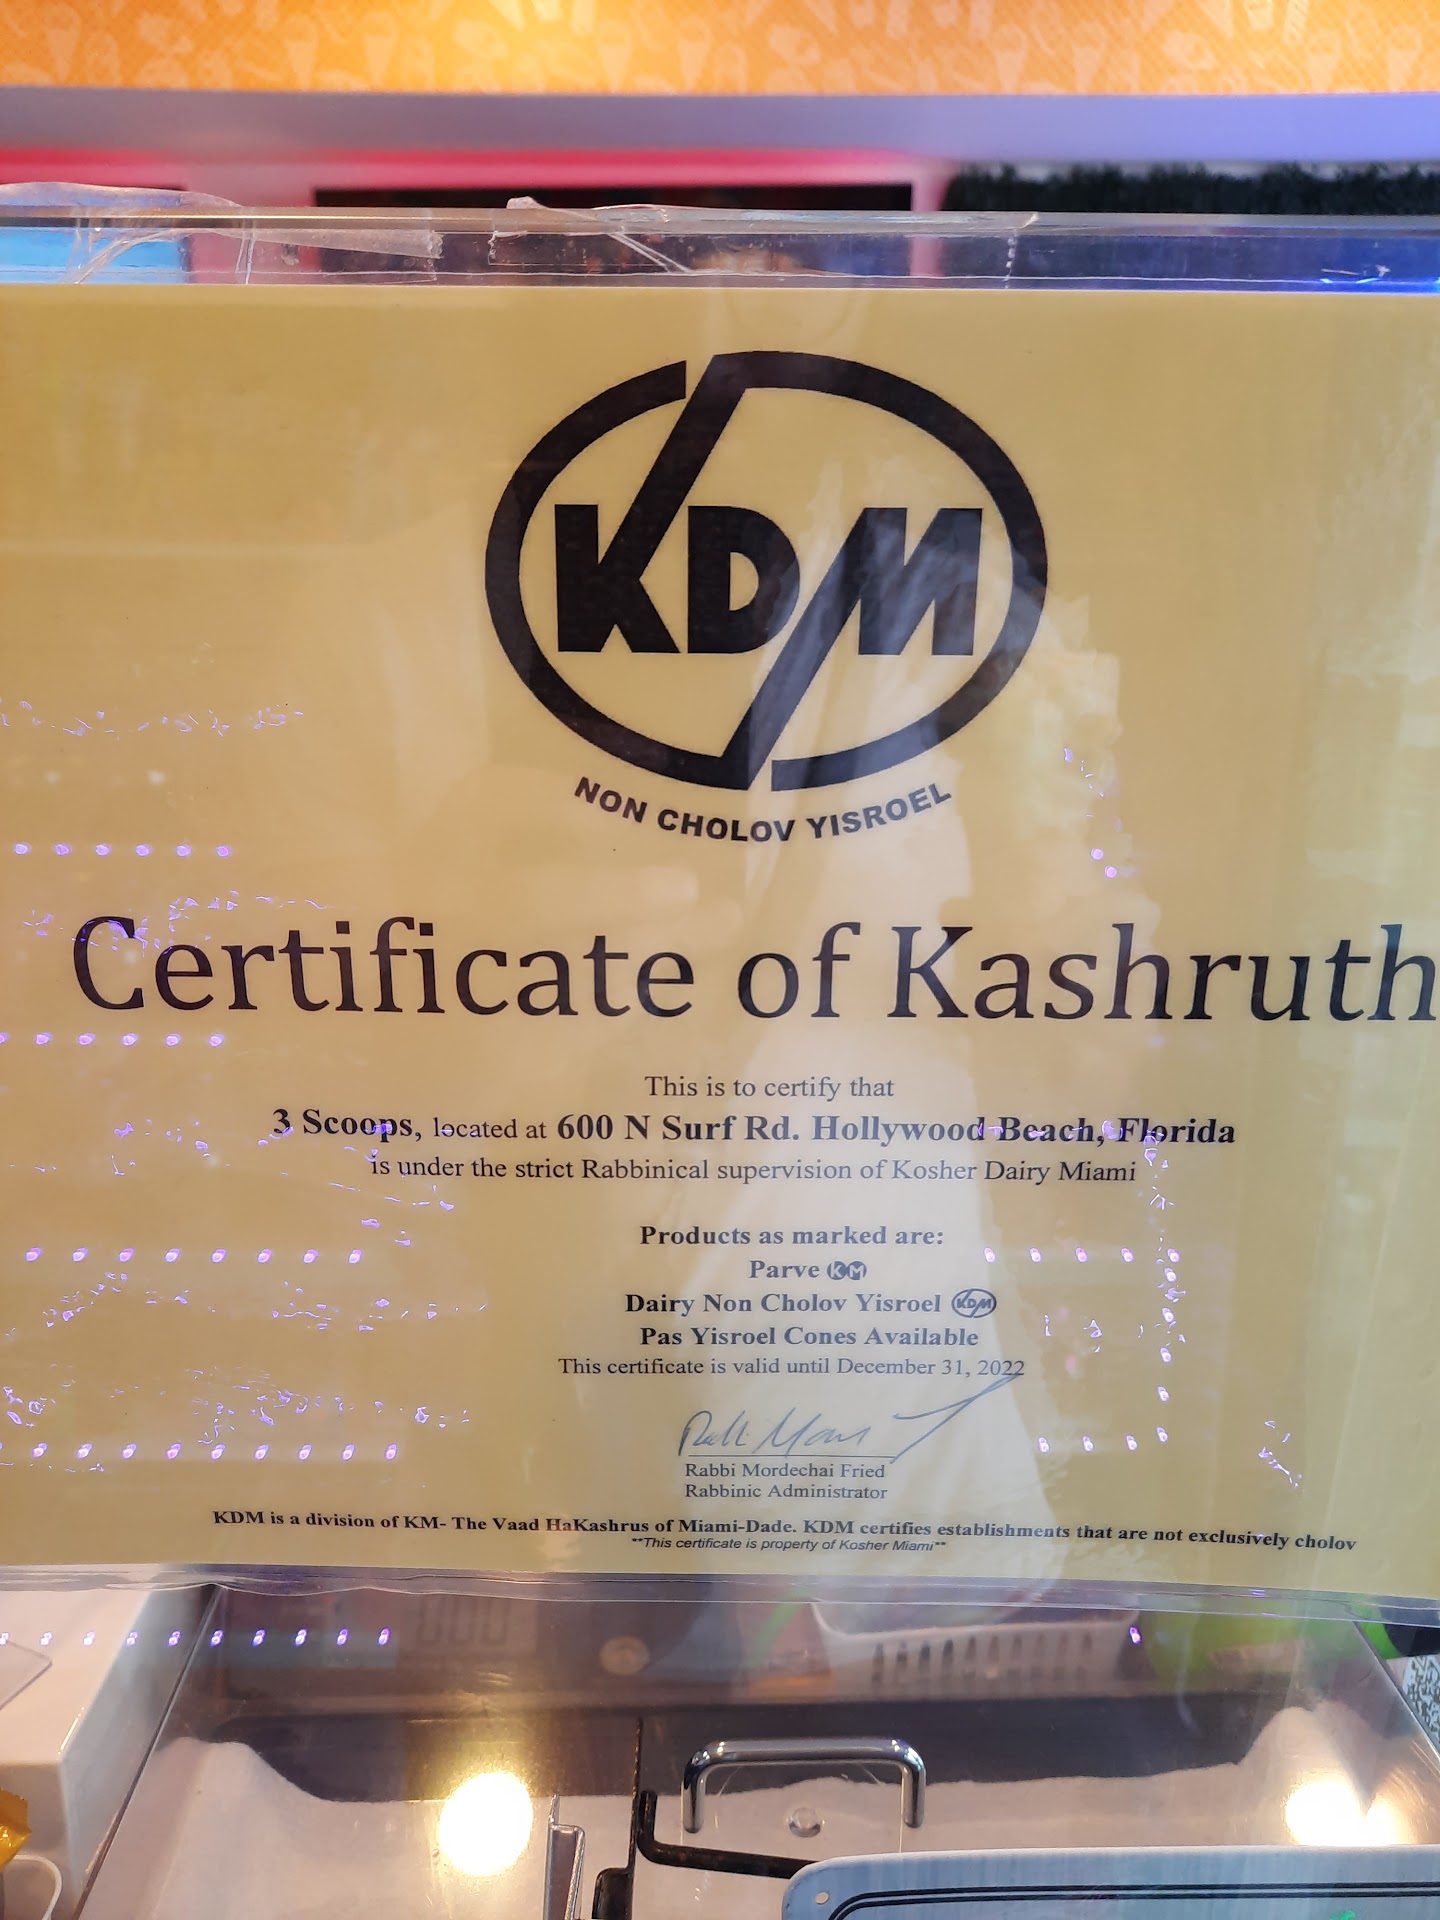 KDM
NON CHOLOV YISROEL
Certificate of Kashruth
This is to certify that
3 Scoops, located at 600 N Surf Rd. Hollywood Beach, Florida
is under the strict Rabbinical supervision of Kosher Dairy Miami
Products as marked are:
Parve KM
Dairy Non Cholov Yisroel KDM
Pas Yisroel Cones Available
This certificate is valid until December 31, 2022
Rabbi Mordechai Fried
Rabbinic Administrator
KDM is a division of KM- The Vaad HaKashrus of Miami-Dade. KDM certifies establishments that are not exclusively cholov
**This certificate is property of Kosher Miami**